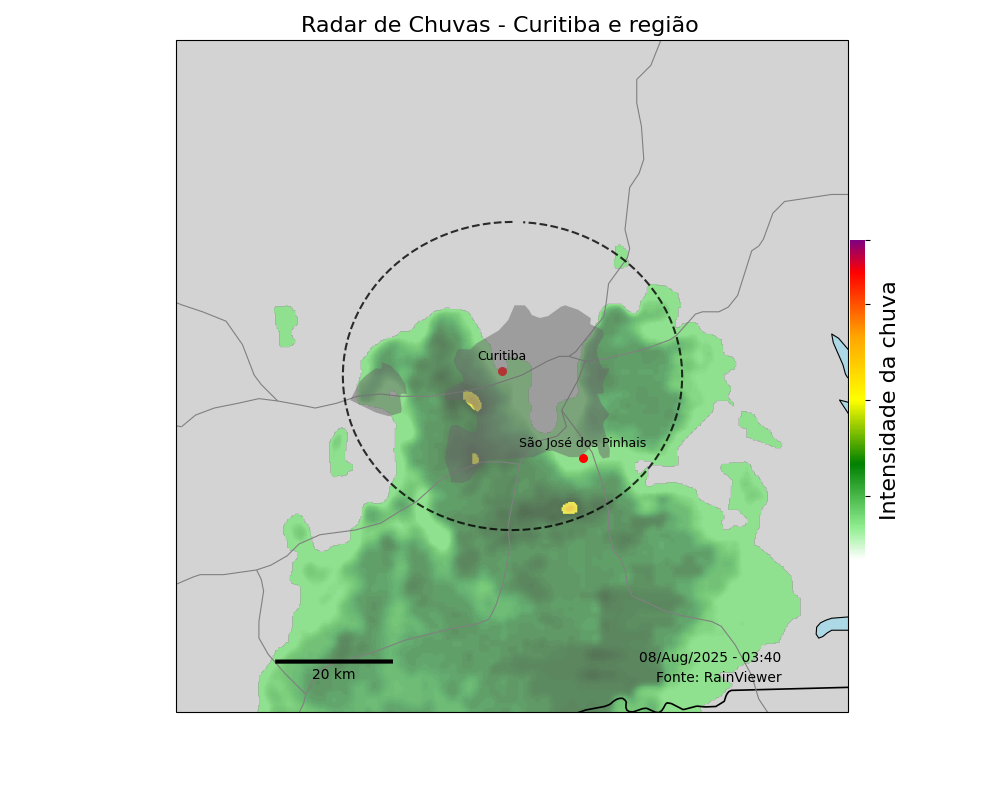 Radar de Chuvas - Curitiba e região
Curitiba
São José dos Pinhais
Intensidade da chuva
08/Aug/2025 - 03:40
Fonte: RainViewer
20 km